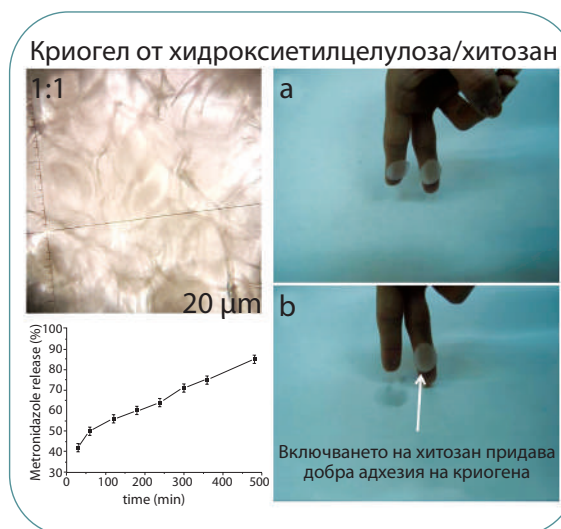 Криогел от хидроксиетилцелулоза/хитозан
1:1
20 µm
a
b
Включването на хитозан придава
добра адхезия на криогена
Metronidazole release (%)
100
90
80
70
60
50
40
30
0
100
200
300
400
500
time (min)